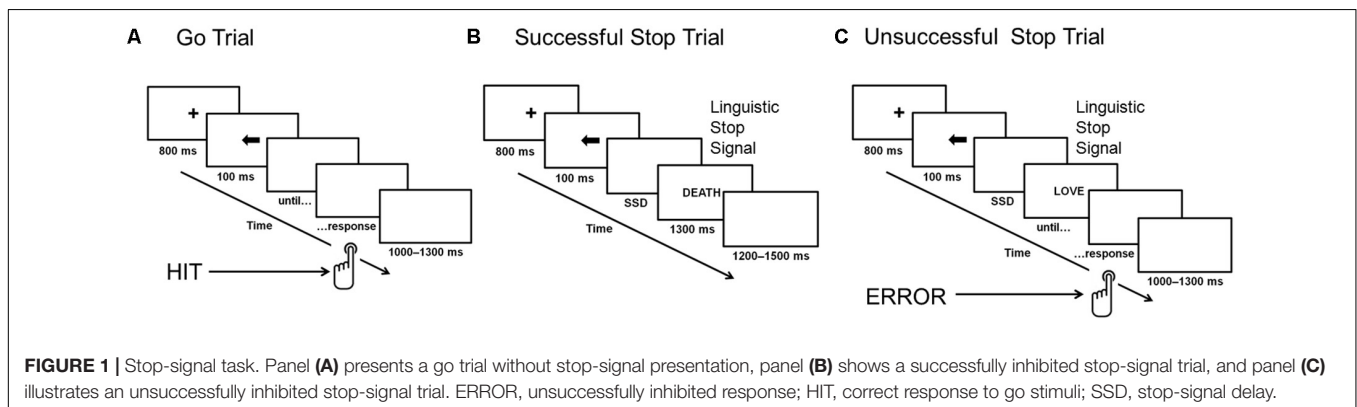 A Go Trial
B Successful Stop Trial
C Unsuccessful Stop Trial
+
800 ms
100 ms
until...
...response
1000–1300 ms
Time
HIT
+
800 ms
100 ms
SSD
Linguistic
Stop
Signal
DEATH
1300 ms
1200–1500 ms
Time
+
800 ms
100 ms
SSD
Linguistic
Stop
Signal
LOVE
until...
...response
1000–1300 ms
Time
ERROR
FIGURE 1 | Stop-signal task. Panel (A) presents a go trial without stop-signal presentation, panel (B) shows a successfully inhibited stop-signal trial, and panel (C)
illustrates an unsuccessfully inhibited stop-signal trial. ERROR, unsuccessfully inhibited response; HIT, correct response to go stimuli; SSD, stop-signal delay.